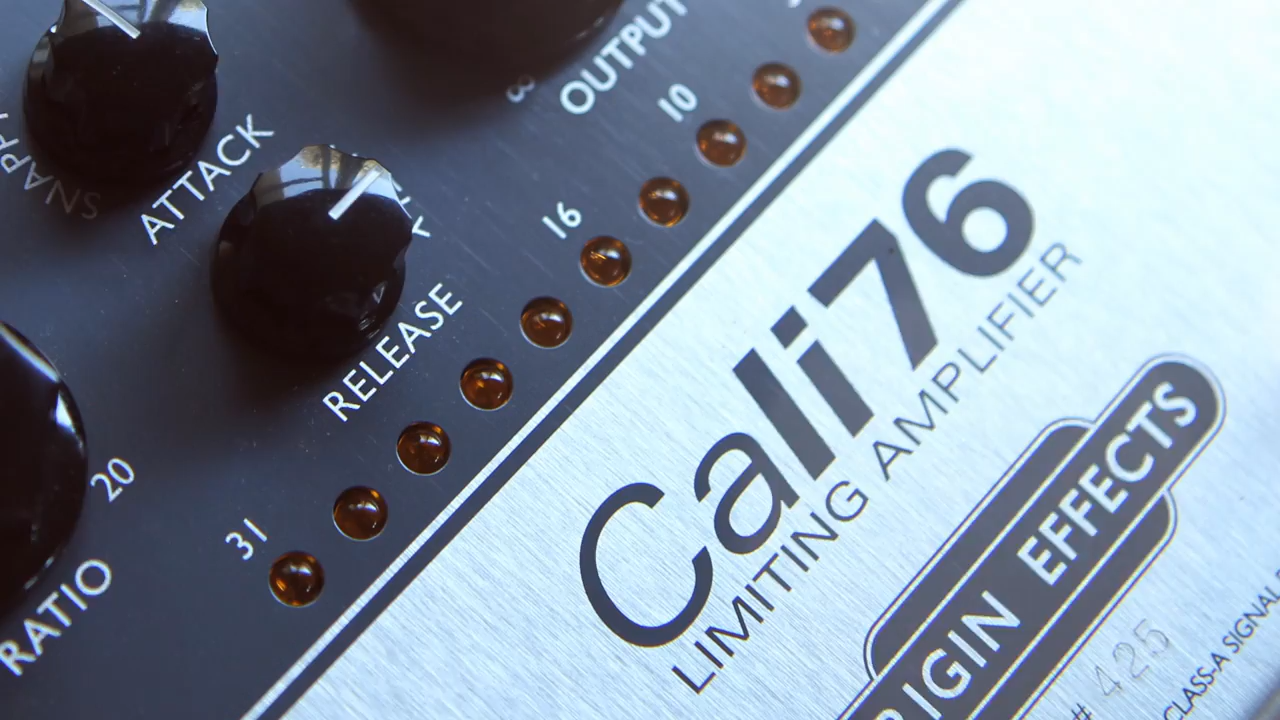 SNAPPY
ATTACK
RELEASE
RATIO
20
31
16
10
8
OUTPUT
Cali76
LIMITING AMPLIFIER
ORIGIN EFFECTS
# 425
CLASS-A SIGNAL